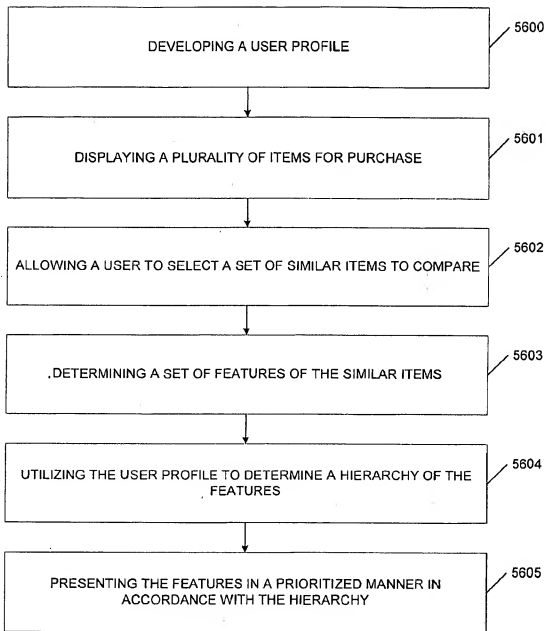 DEVELOPING A USER PROFILE
5600
DISPLAYING A PLURALITY OF ITEMS FOR PURCHASE
5601
ALLOWING A USER TO SELECT A SET OF SIMILAR ITEMS TO COMPARE
5602
DETERMINING A SET OF FEATURES OF THE SIMILAR ITEMS
5603
UTILIZING THE USER PROFILE TO DETERMINE A HIERARCHY OF THE
FEATURES
5604
PRESENTING THE FEATURES IN A PRIORITIZED MANNER IN
ACCORDANCE WITH THE HIERARCHY
5605